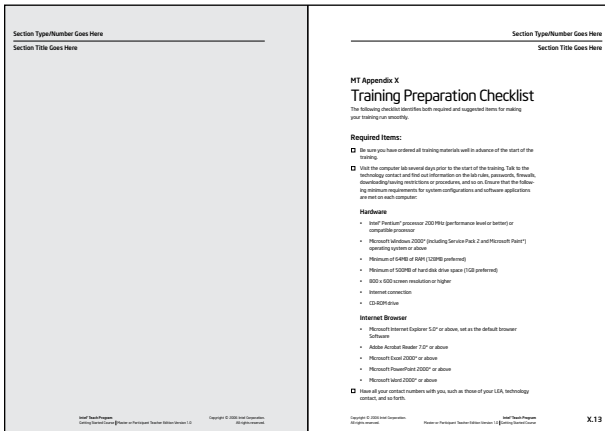 Section Type/Number Goes Here
Section Title Goes Here
Intel® Teach Program
Getting Started Course | Master or Participant Teacher Edition Version 1.0
Copyright © 2006 Intel Corporation.
All rights reserved.
Section Type/Number Goes Here
Section Title Goes Here
MT Appendix X
Training Preparation Checklist
The following checklist identifies both required and suggested items for making
your training run smoothly.
Required Items:
Be sure you have ordered all training materials well in advance of the start of the
training.
Visit the computer lab several days prior to the start of the training. Talk to the
technology contact and find out information on the lab rules, passwords, firewalls,
downloading/saving restrictions or procedures, and so on. Ensure that the follow-
ing minimum requirements for system configurations and software applications
are met on each computer:
Hardware
• Intel® Pentium® processor 200 MHz (performance level or better) or
compatible processor
• Microsoft Windows 2000* (including Service Pack 2 and Microsoft Paint*)
operating system or above
• Minimum of 64MB of RAM (128MB preferred)
• Minimum of 500MB of hard disk drive space (1GB preferred)
• 800 x 600 screen resolution or higher
• Internet connection
• CD-ROM drive
Internet Browser
• Microsoft Internet Explorer 5.0* or above, set as the default browser
Software
• Adobe Acrobat Reader 7.0* or above
• Microsoft Excel 2000* or above
• Microsoft PowerPoint 2000* or above
• Microsoft Word 2000* or above
Have all your contact numbers with you, such as those of your LEA, technology
contact, and so forth.
Copyright © 2006 Intel Corporation.
All rights reserved.
Intel® Teach Program
Master or Participant Teacher Edition Version 1.0 | Getting Started Course
X.13